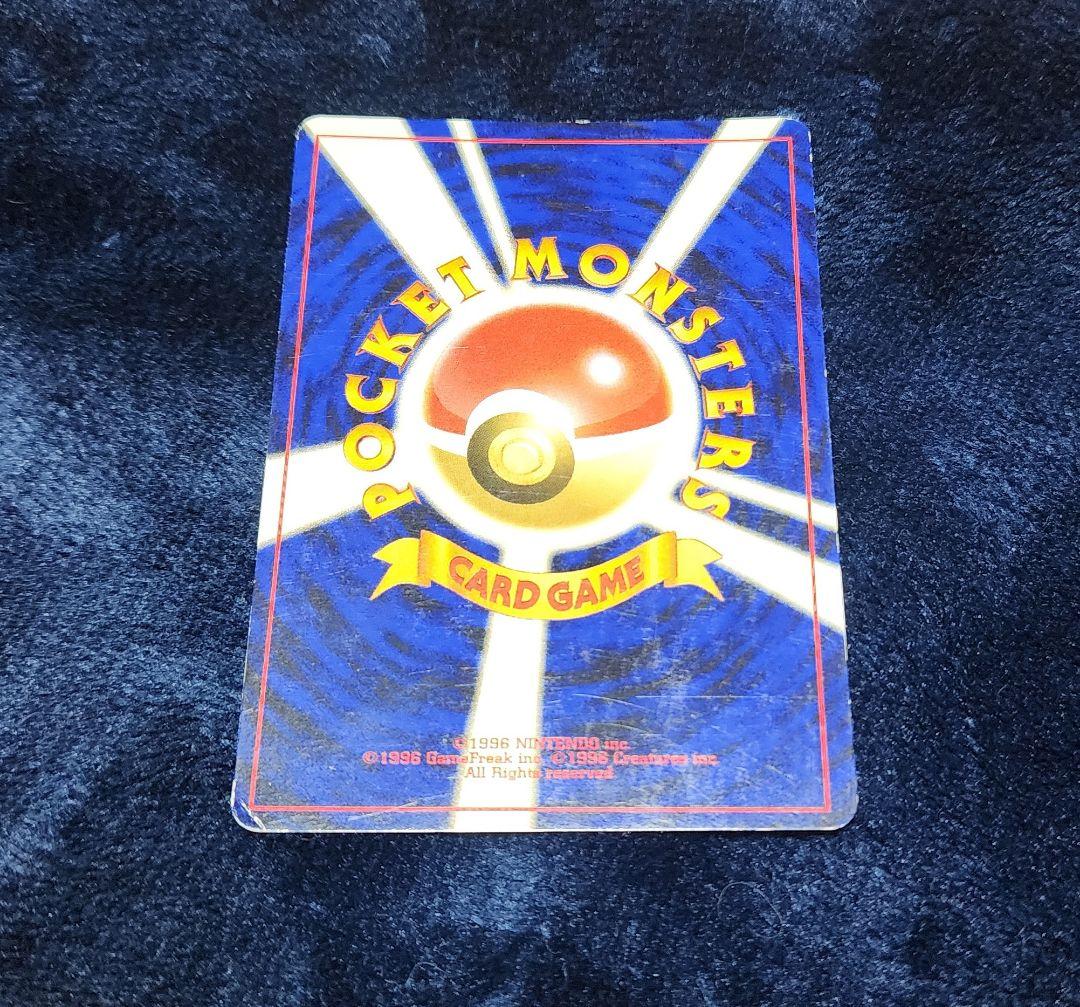 POCKET MONSTERS
CARD GAME
©1996 NINTENDO inc.
©1996 GameFreak inc. ©1996 Creatures inc.
All Rights reserved.